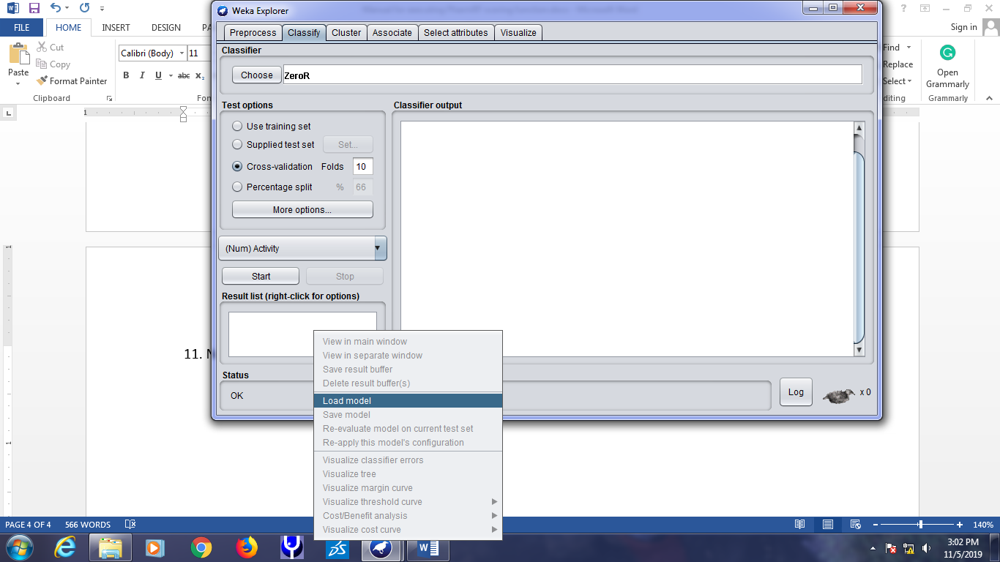 Weka Explorer
?
FILE HOME INSERT DESIGN PA
Sign in
Cut
Copy
Format Painter
Paste
Clipboard
Calibri (Body) 11
B I U abc x₂
Fon
Find
Replace
Select
diting
Open
Grammarly
Grammarly
Preprocess Classify Cluster Associate Select attributes Visualize
Classifier
Choose ZeroR
Test options
Use training set
Supplied test set Set...
Cross-validation Folds 10
Percentage split % 66
More options...
(Num) Activity
Start Stop
Result list (right-click for options)
Classifier output
Status
OK
Log x 0
View in main window
View in separate window
Save result buffer
Delete result buffer(s)
Load model
Save model
Re-evaluate model on current test set
Re-apply this model's configuration
Visualize classifier errors
Visualize tree
Visualize margin curve
Visualize threshold curve
Cost/Benefit analysis
Visualize cost curve
L
1
1
1
11. N
PAGE 4 OF 4 566 WORDS
140%
3:02 PM
11/5/2019